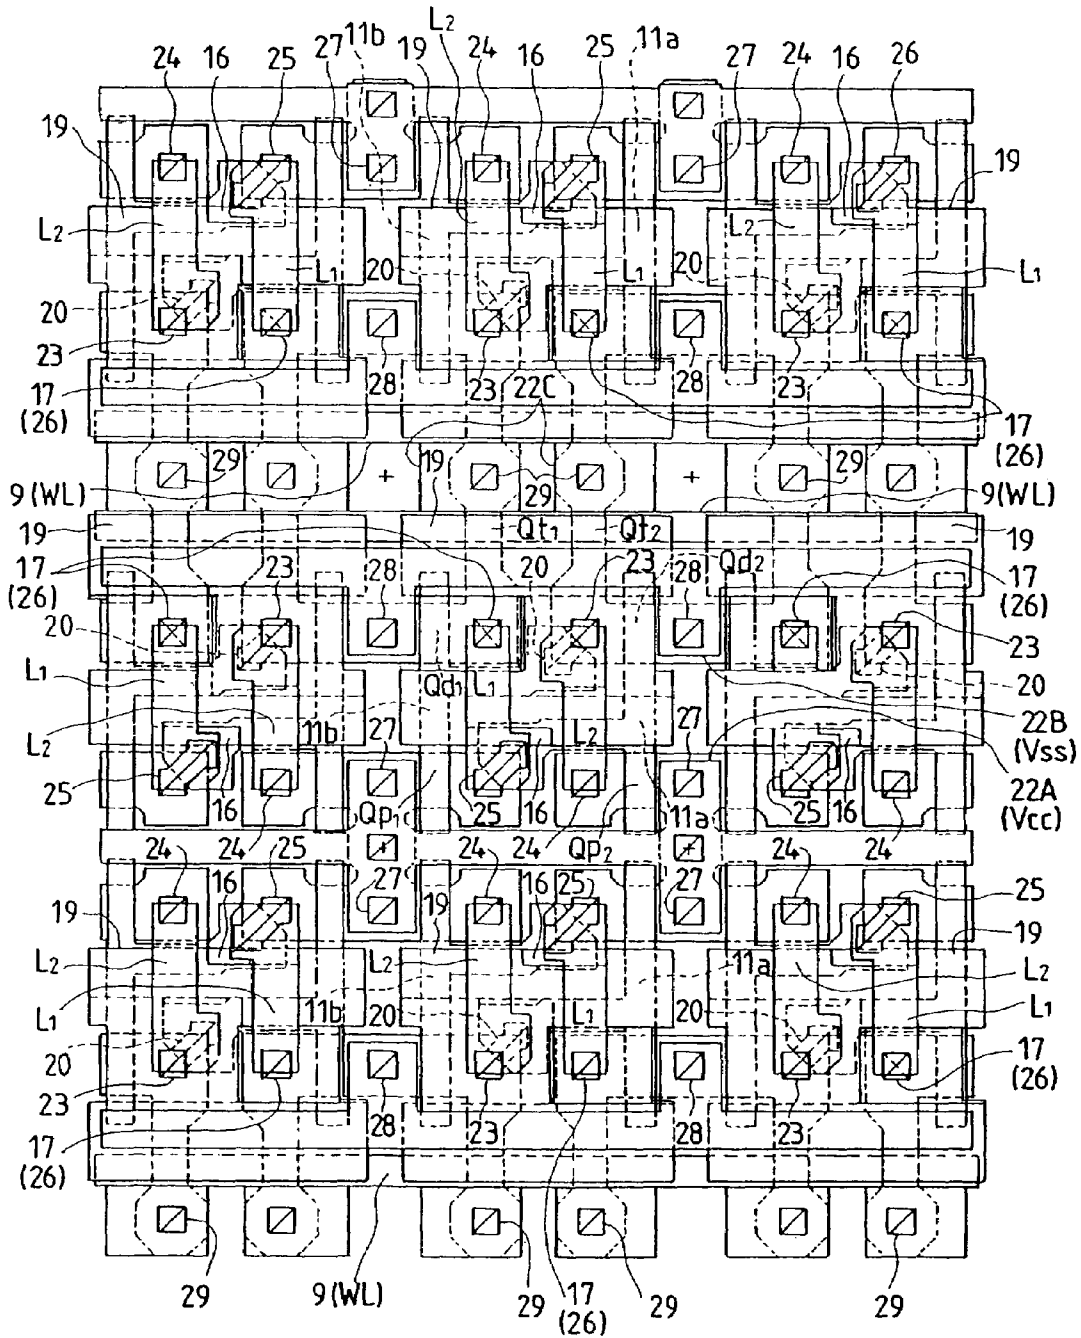 L2
24 16 25 27 11b 19 24 16 25 11a 27 24 16 26
19 19
L2 L2
L1 L1 L1
20 20 20
23 23 23
17 28 22C 28
(26) 17
29 19 29 29 (26)
9(WL) 9(WL)
19 Qt1 Qt2 19
17 23 28 20 23 28 Qd2 17
(26) (26)
20 23
L1 Qd1 L1 20
L2 11b 27 L2 27 22B
(Vss)
25 16 25 16 11a 25 16 22A
Qp1 (Vcc)
24 24 25 24 24 Qp2 24 24
16 27 16 25 27 25
19 19 19
L2 L2 11a L2
L1 11b L1 L1
20 20 20
23 17
17 28 23 28 23 (26)
(26)
29 9(WL) 29 17 29 29
(26)